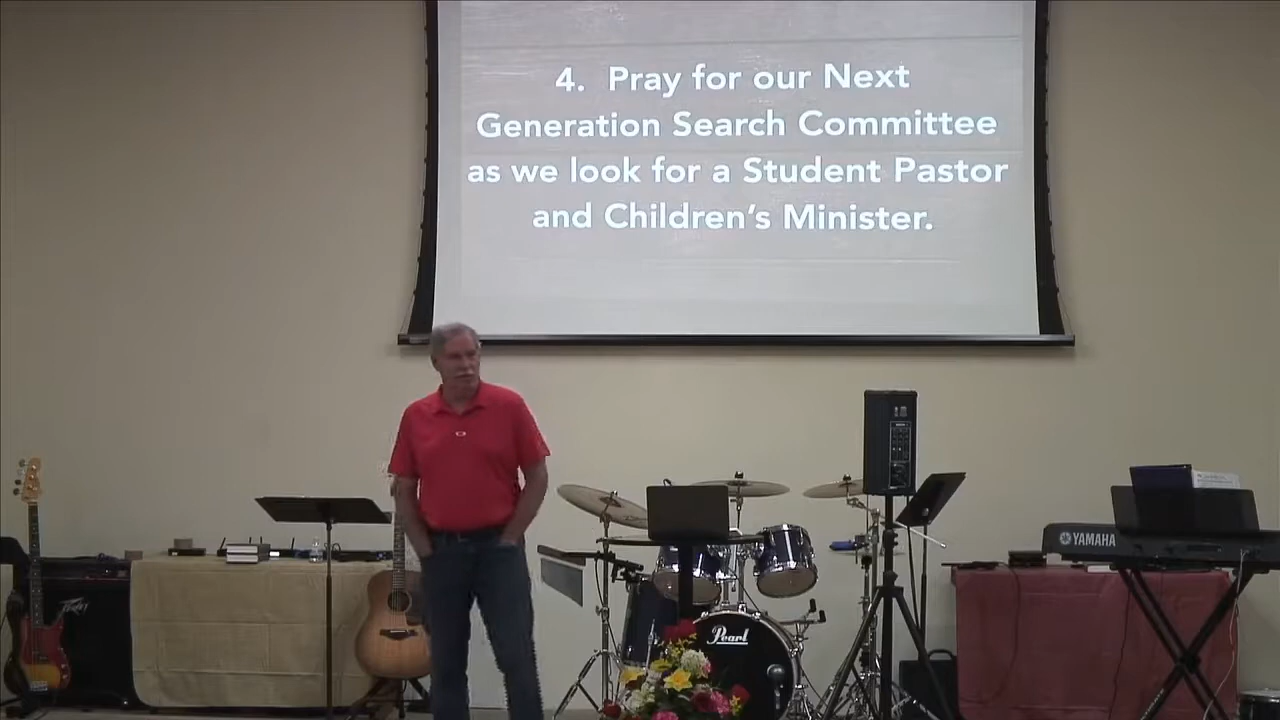 4. Pray for our Next
Generation Search Committee
as we look for a Student Pastor
and Children's Minister.
YAMAHA
PEAVEY
Pearl